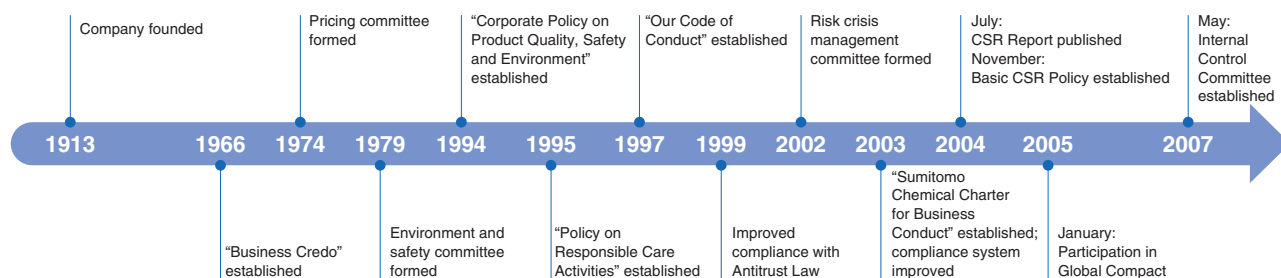 Company founded
Pricing committee
formed
“Corporate Policy on
Product Quality, Safety
and Environment”
established
“Our Code of
Conduct” established
Risk crisis
management
committee formed
July:
CSR Report published
November:
Basic CSR Policy established
May:
Internal
Control
Committee
established
1913 1966 1974 1979 1994 1995 1997 1999 2002 2003 2004 2005 2007
“Business Credo”
established
Environment and
safety committee
formed
“Policy on
Responsible Care
Activities” established
Improved
compliance with
Antitrust Law
“Sumitomo
Chemical Charter
for Business
Conduct” established;
compliance system
improved
January:
Participation in
Global Compact